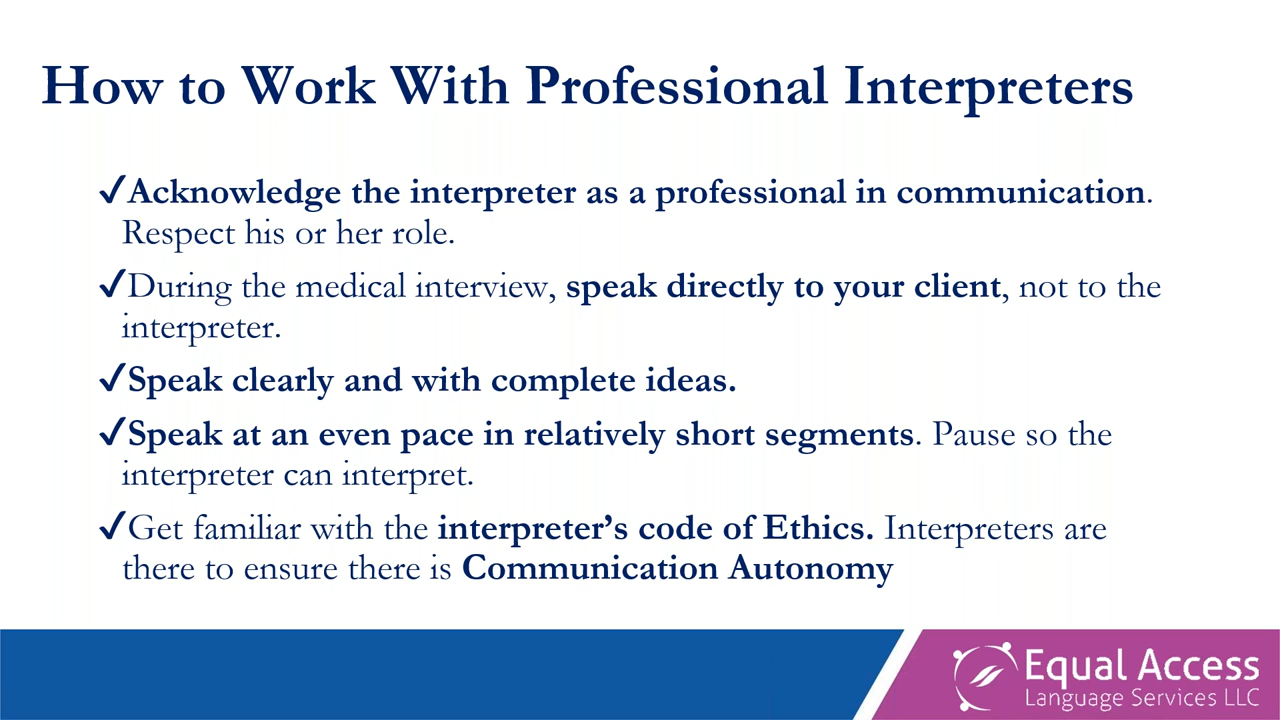 How to Work With Professional Interpreters
✓Acknowledge the interpreter as a professional in communication.
Respect his or her role.
✓During the medical interview, speak directly to your client, not to the
interpreter.
✓Speak clearly and with complete ideas.
✓Speak at an even pace in relatively short segments. Pause so the
interpreter can interpret.
✓Get familiar with the interpreter’s code of Ethics. Interpreters are
there to ensure there is Communication Autonomy
Equal Access
Language Services LLC